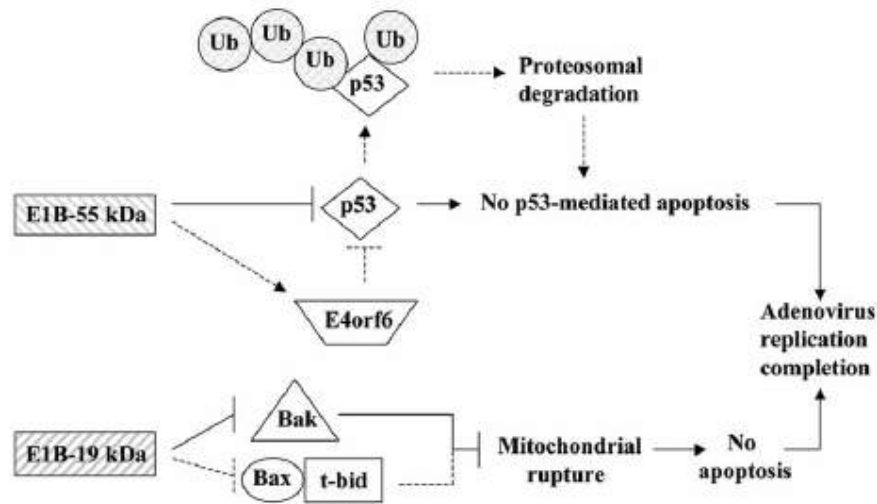 Ub
Ub
Ub
Ub
p53
Proteosomal
degradation
E1B-55 kDa
p53
No p53-mediated apoptosis
E4orf6
Adenovirus
replication
completion
Bak
E1B-19 kDa
Bax
t-bid
Mitochondrial
rupture
No
apoptosis